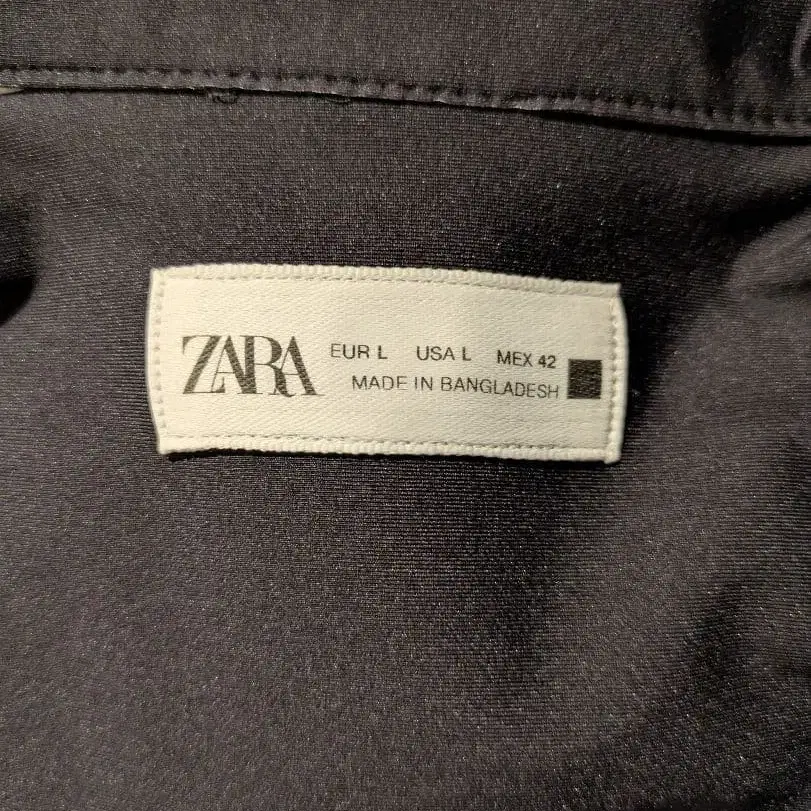 ZARA
EUR L USA L MEX 42
MADE IN BANGLADESH